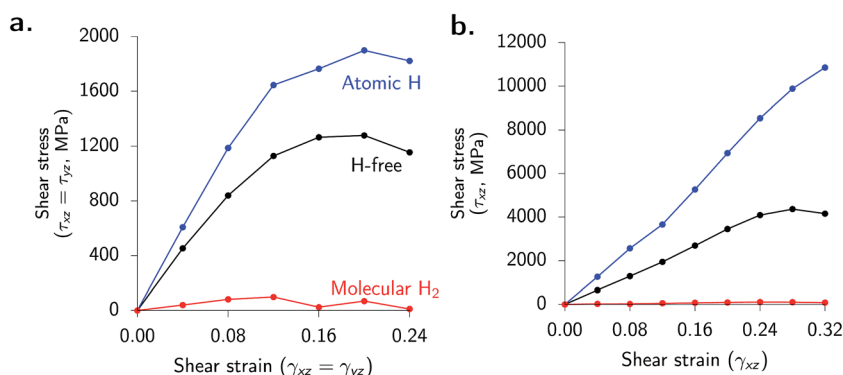 a.
Shear stress
(τxz = τyz, MPa)
2000
1600
1200
800
400
0
0.00
0.08
0.16
0.24
Shear strain (γxz = γyz)
Atomic H
H-free
Molecular H₂
b.
Shear stress
(τxz, MPa)
12000
10000
8000
6000
4000
2000
0
0.00
0.08
0.16
0.24
0.32
Shear strain (γxz)